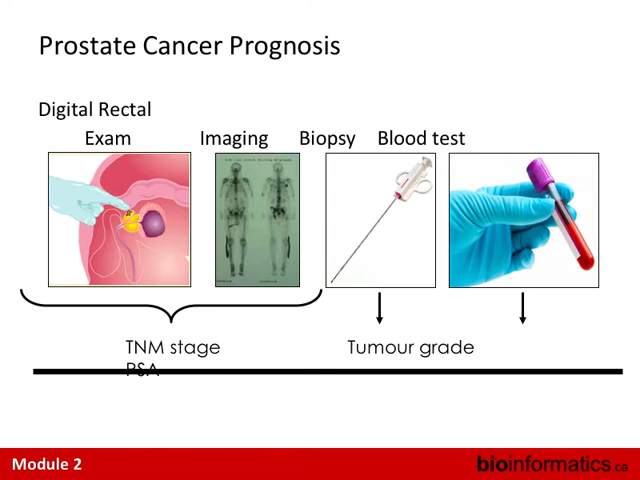 Prostate Cancer Prognosis
Digital Rectal
Exam Imaging Biopsy Blood test
TNM stage Tumour grade
PSA
Module 2 bioinformatics.ca